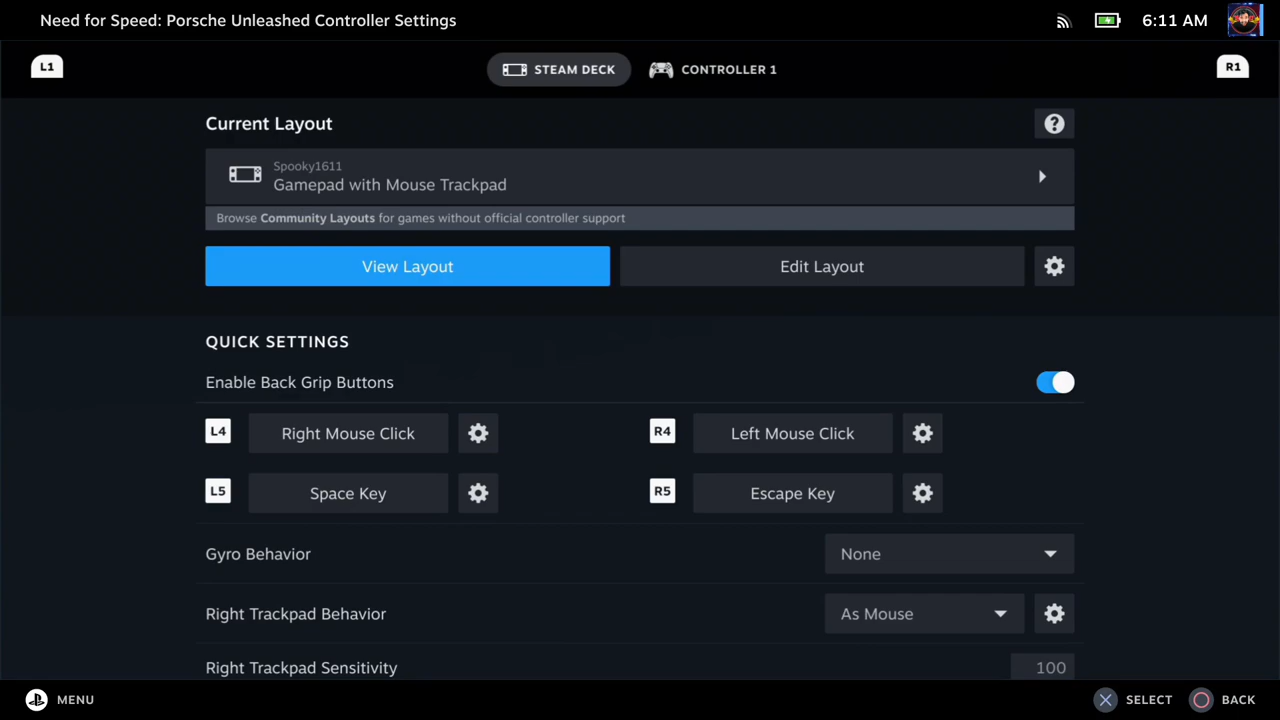 Need for Speed: Porsche Unleashed Controller Settings
6:11 AM
L1
STEAM DECK
CONTROLLER 1
R1
Current Layout
?
Spooky1611
Gamepad with Mouse Trackpad
Browse Community Layouts for games without official controller support
View Layout
Edit Layout
QUICK SETTINGS
Enable Back Grip Buttons
L4
Right Mouse Click
R4
Left Mouse Click
L5
Space Key
R5
Escape Key
Gyro Behavior
None
Right Trackpad Behavior
As Mouse
Right Trackpad Sensitivity
100
MENU
SELECT
BACK